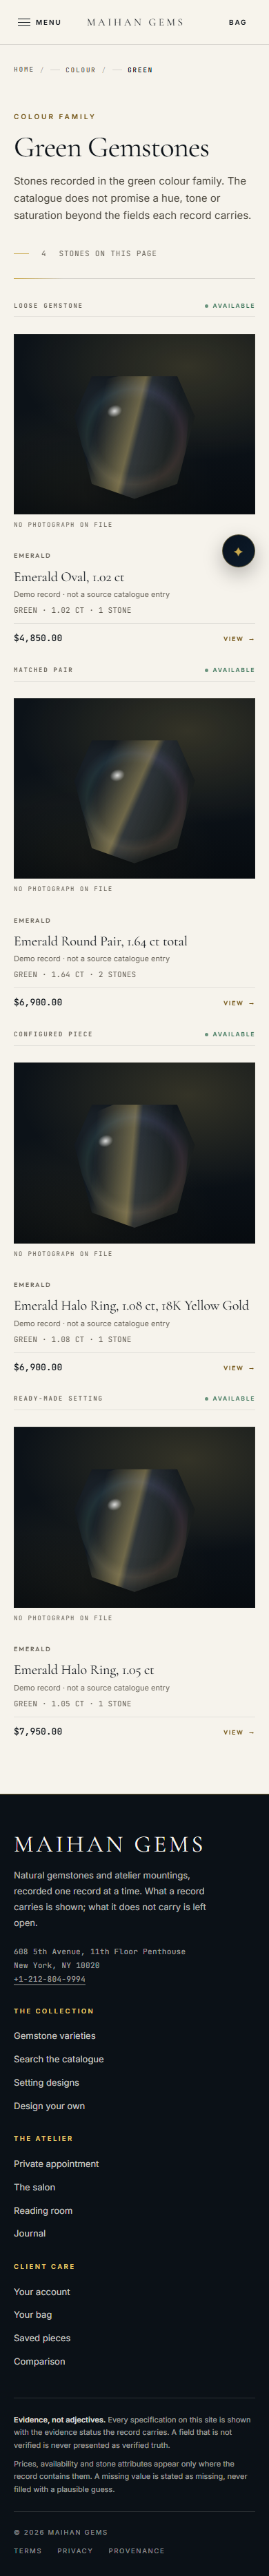 MENU
MAIHAN GEMS
BAG
HOME / COLOUR / GREEN
COLOUR FAMILY
Green Gemstones
Stones recorded in the green colour family. The
catalogue does not promise a hue, tone or
saturation beyond the fields each record carries.
4 STONES ON THIS PAGE
LOOSE GEMSTONE
AVAILABLE
NO PHOTOGRAPH ON FILE
EMERALD
Emerald Oval, 1.02 ct
Demo record · not a source catalogue entry
GREEN · 1.02 CT · 1 STONE
$4,850.00
VIEW →
MATCHED PAIR
AVAILABLE
NO PHOTOGRAPH ON FILE
EMERALD
Emerald Round Pair, 1.64 ct total
Demo record · not a source catalogue entry
GREEN · 1.64 CT · 2 STONES
$6,900.00
VIEW →
CONFIGURED PIECE
AVAILABLE
NO PHOTOGRAPH ON FILE
EMERALD
Emerald Halo Ring, 1.08 ct, 18K Yellow Gold
Demo record · not a source catalogue entry
GREEN · 1.08 CT · 1 STONE
$6,900.00
VIEW →
READY-MADE SETTING
AVAILABLE
NO PHOTOGRAPH ON FILE
EMERALD
Emerald Halo Ring, 1.05 ct
Demo record · not a source catalogue entry
GREEN · 1.05 CT · 1 STONE
$7,950.00
VIEW →
MAIHAN GEMS
Natural gemstones and atelier mountings,
recorded one record at a time. What a record
carries is shown; what it does not carry is left
open.
608 5th Avenue, 11th Floor Penthouse
New York, NY 10020
+1-212-804-9994
THE COLLECTION
Gemstone varieties
Search the catalogue
Setting designs
Design your own
THE ATELIER
Private appointment
The salon
Reading room
Journal
CLIENT CARE
Your account
Your bag
Saved pieces
Comparison
Evidence, not adjectives. Every specification on this site is shown
with the evidence status the record carries. A field that is not
verified is never presented as verified truth.
Prices, availability and stone attributes appear only where the
record contains them. A missing value is stated as missing, never
filled with a plausible guess.
© 2026 MAIHAN GEMS
TERMS PRIVACY PROVENANCE